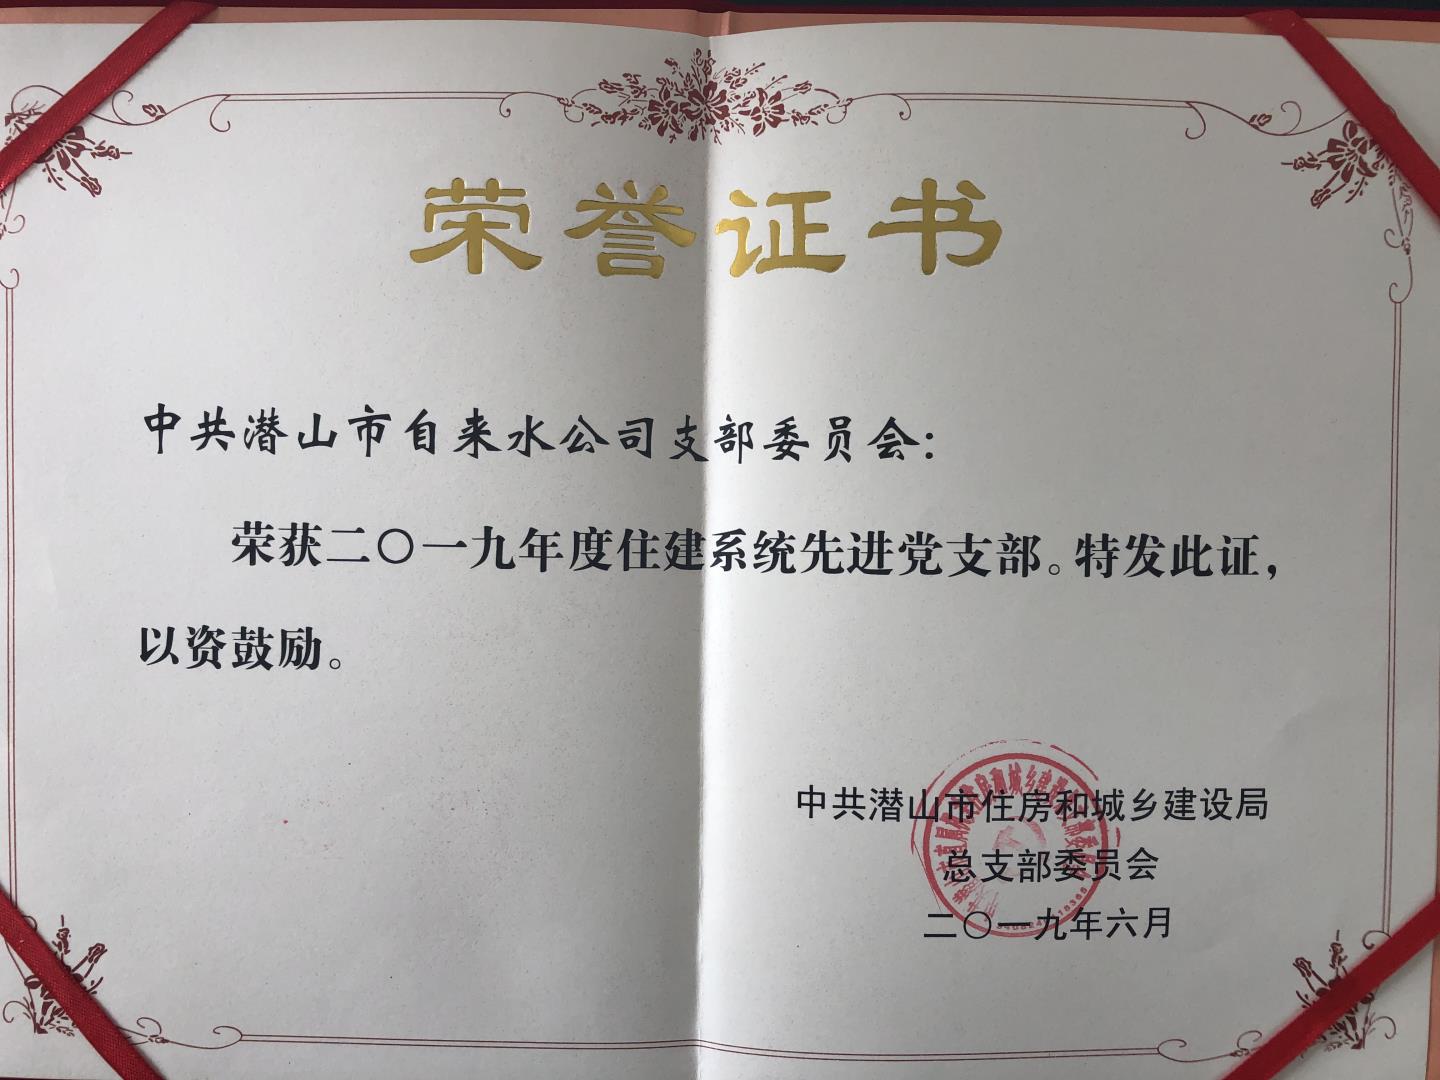 荣誉证书
中共潜山市自来水公司支部委员会：
荣获二〇一九年度住建系统先进党支部。特发此证，
以资鼓励。
中共潜山市住房和城乡建设局
总支部委员会
二〇一九年六月